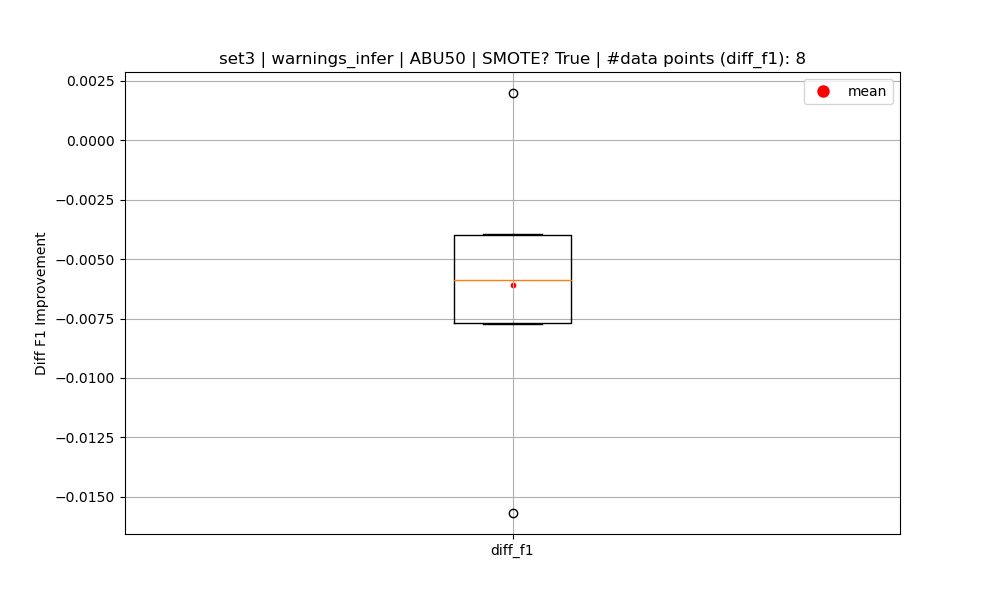 set3 | warnings_infer | ABU50 | SMOTE? True | #data points (diff_f1): 8
mean
Diff F1 Improvement
0.0025
0.0000
−0.0025
−0.0050
−0.0075
−0.0100
−0.0125
−0.0150
diff_f1